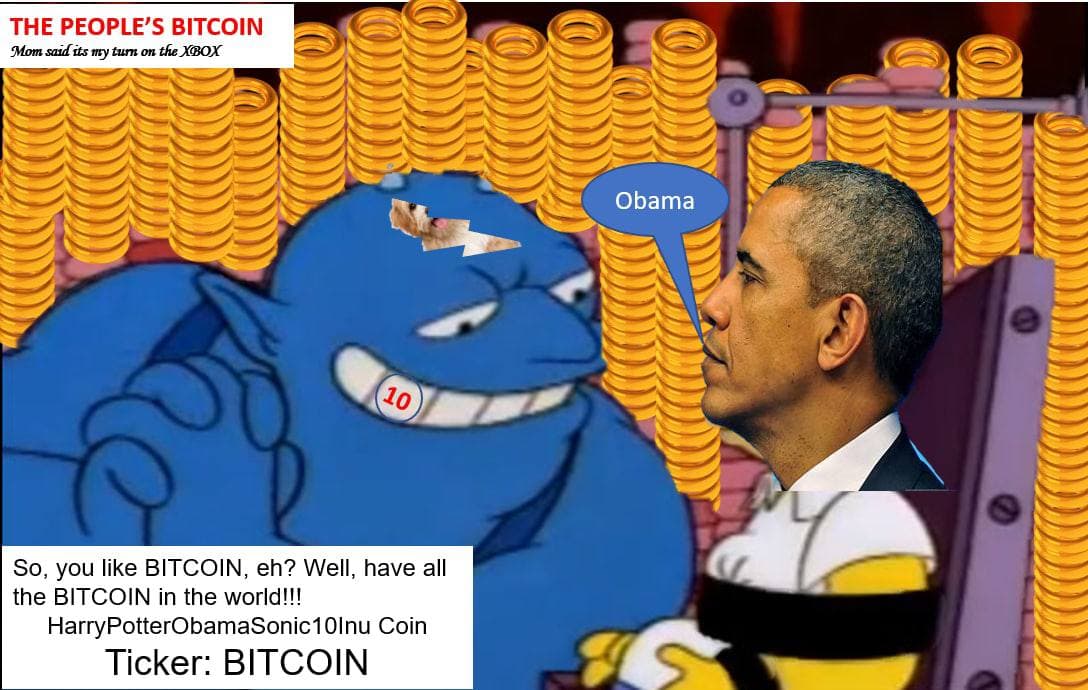 THE PEOPLE'S BITCOIN
Mom said its my turn on the XBOX
Obama
10
So, you like BITCOIN, eh? Well, have all
the BITCOIN in the world!!!
HarryPotterObamaSonic10Inu Coin
Ticker: BITCOIN